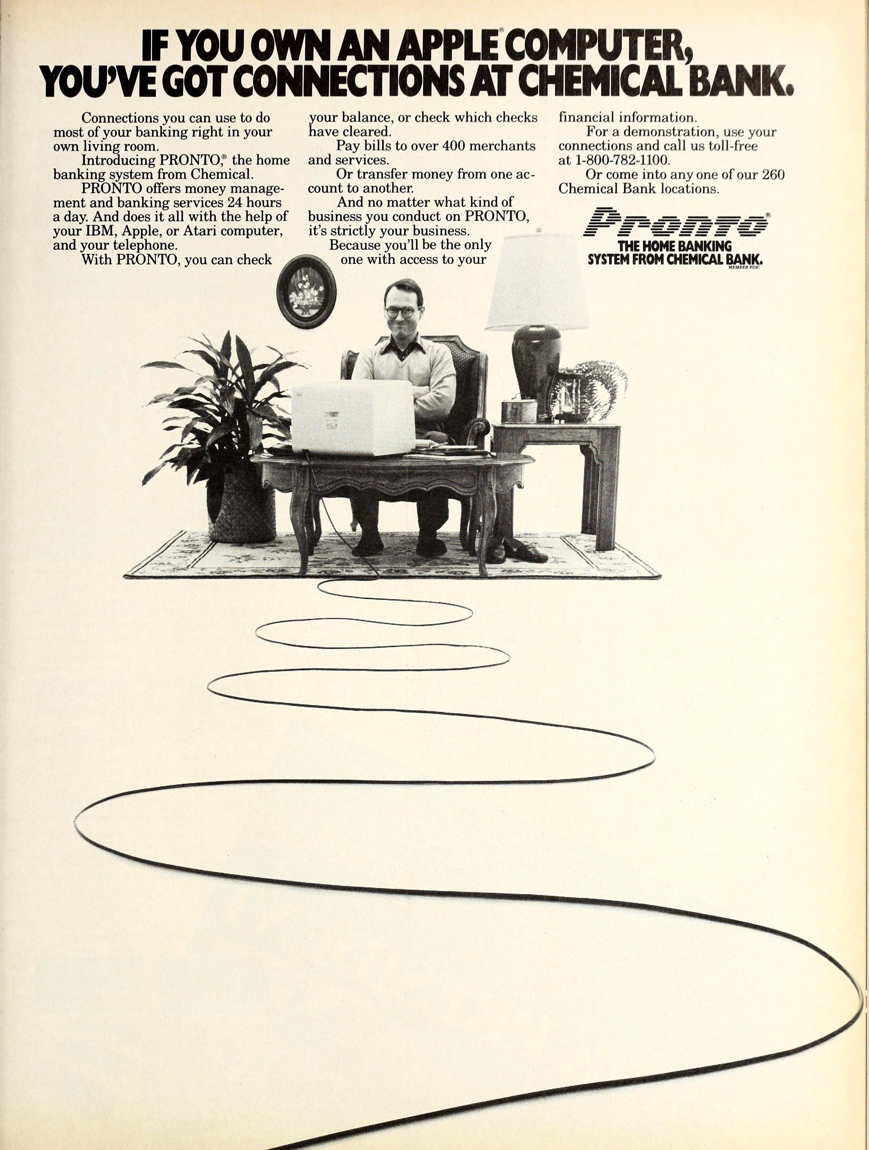 IF YOU OWN AN APPLE® COMPUTER,
YOU'VE GOT CONNECTIONS AT CHEMICAL BANK.
Connections you can use to do
most of your banking right in your
own living room.
Introducing PRONTO,® the home
banking system from Chemical.
PRONTO offers money manage-
ment and banking services 24 hours
a day. And does it all with the help of
your IBM, Apple, or Atari computer,
and your telephone.
With PRONTO, you can check
your balance, or check which checks
have cleared.
Pay bills to over 400 merchants
and services.
Or transfer money from one ac-
count to another.
And no matter what kind of
business you conduct on PRONTO,
it's strictly your business.
Because you'll be the only
one with access to your
financial information.
For a demonstration, use your
connections and call us toll-free
at 1-800-782-1100.
Or come into any one of our 260
Chemical Bank locations.
Pronto®
THE HOME BANKING
SYSTEM FROM CHEMICAL BANK.
MEMBER FDIC